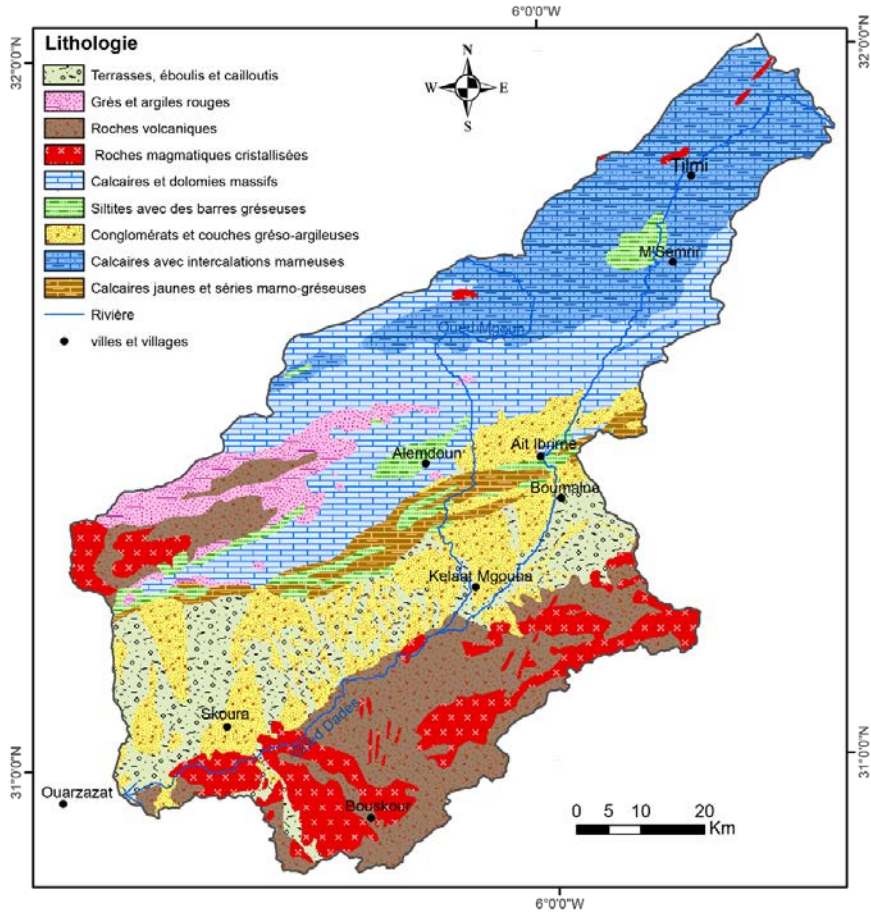 6°0'0"W
32°0'0"N
32°0'0"N
Lithologie
Terrasses, éboulis et cailloutis
Grès et argiles rouges
Roches volcaniques
Roches magmatiques cristallisées
Calcaires et dolomies massifs
Siltites avec des barres gréseuses
Conglomérats et couches gréso-argileuses
Calcaires avec intercalations marneuses
Calcaires jaunes et séries marno-gréseuses
Rivière
villes et villages
N
W E
S
Tilmi
M'Semrir
Oued Mgoun
Alemdoun
Ait Ibrime
Boumalne
Kelaat Mgouna
Skoura
Oued Dades
Ouarzazat
Bouskour
31°0'0"N
31°0'0"N
0 5 10 20
Km
6°0'0"W